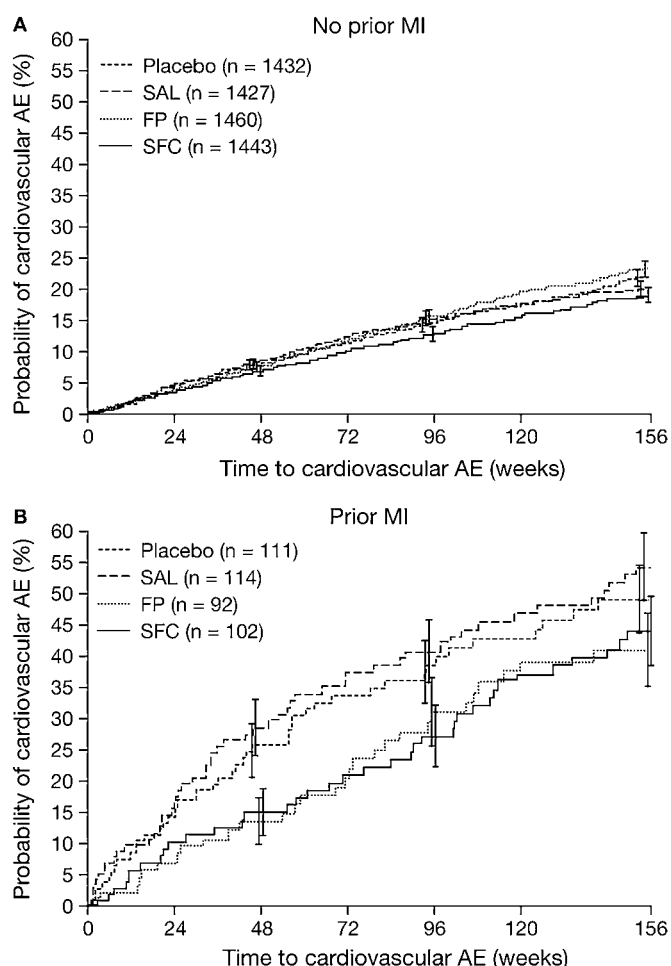 A
No prior MI
Probability of cardiovascular AE (%)
60
55
50
45
40
35
30
25
20
15
10
5
0
Placebo (n = 1432)
SAL (n = 1427)
FP (n = 1460)
SFC (n = 1443)
0 24 48 72 96 120 156
Time to cardiovascular AE (weeks)
B
Prior MI
Probability of cardiovascular AE (%)
60
55
50
45
40
35
30
25
20
15
10
5
0
Placebo (n = 111)
SAL (n = 114)
FP (n = 92)
SFC (n = 102)
0 24 48 72 96 120 156
Time to cardiovascular AE (weeks)